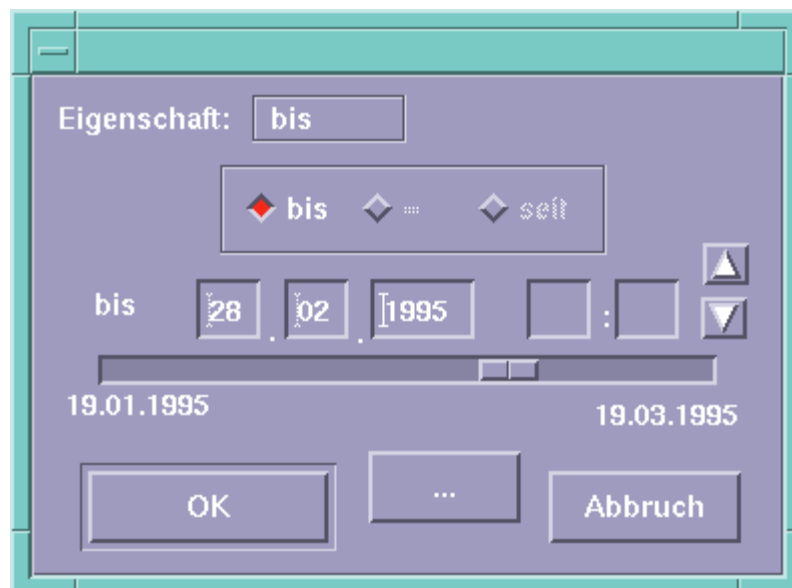 Eigenschaft: bis
bis = seit
bis 28 . 02 . 1995 :
19.01.1995 19.03.1995
OK ... Abbruch